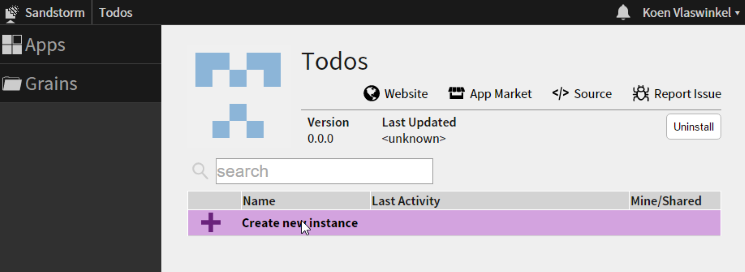 Sandstorm Todos Koen Vlaswinkel
Apps
Grains
Todos
Website App Market </> Source Report Issue
Version Last Updated
0.0.0 <unknown>
Uninstall
search
Name Last Activity Mine/Shared
Create new instance